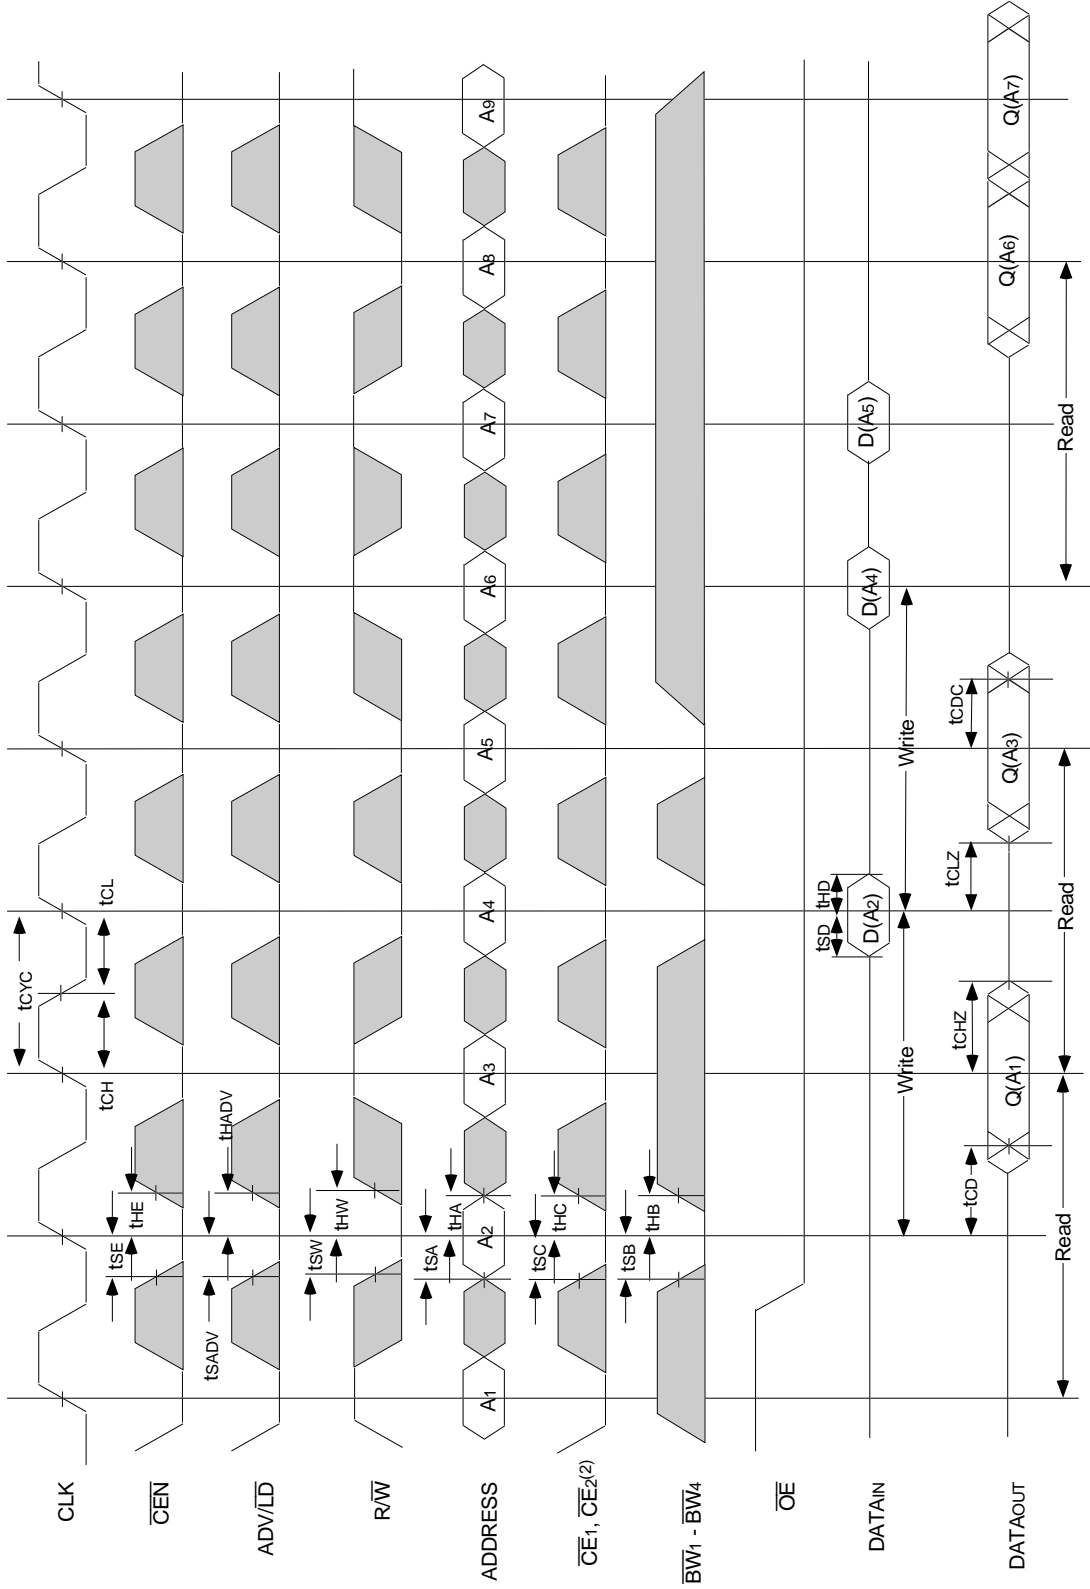 CLK
tCYC
tCH
tCL
CEN
tSE
tHE
ADV/LD
tSADV
tHADV
R/W
tSW
tHW
ADDRESS
A1
A2
A3
A4
A5
A6
A7
A8
A9
tSA
tHA
CE1, CE2(2)
tSC
tHC
BW1 - BW4
tSB
tHB
OE
DATAIN
D(A2)
D(A4)
D(A5)
tSD
tHD
Write
Write
DATAOUT
tCD
Q(A1)
tCHZ
tCLZ
Q(A3)
tCDC
Q(A6)
Q(A7)
Read
Read
Read